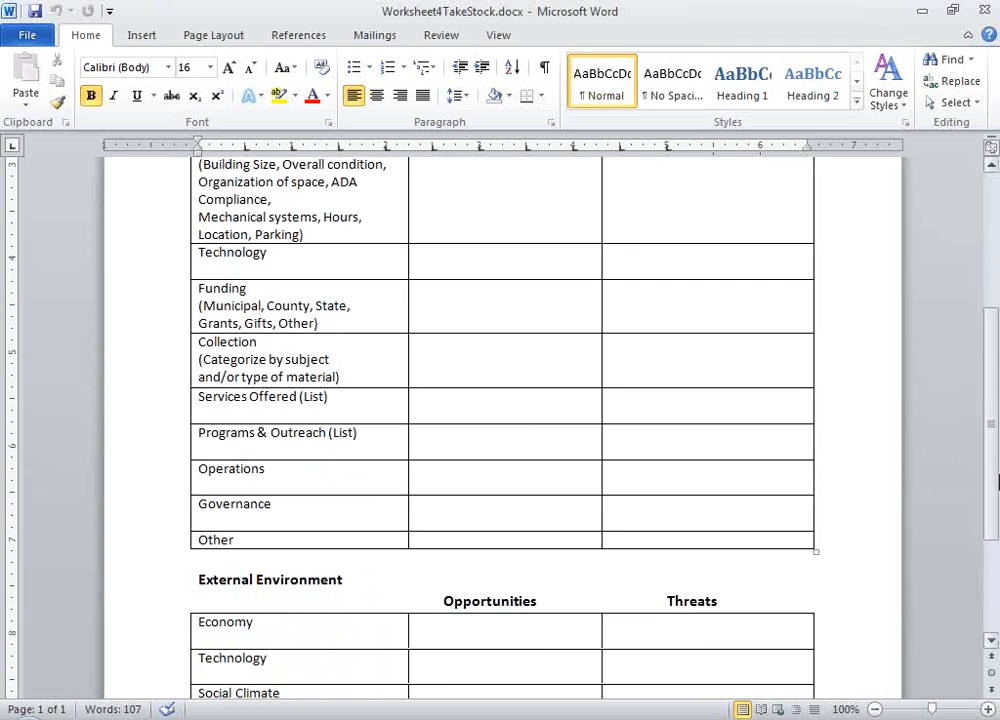 Worksheet4TakeStock.docx - Microsoft Word
File Home Insert Page Layout References Mailings Review View
Paste
Calibri (Body) 16
AaBbCcDc AaBbCcDc AaBbCc AaBbCc
¶ Normal ¶ No Spaci... Heading 1 Heading 2
Change Styles
Find
Replace
Select
Clipboard Font Paragraph Styles Editing
(Building Size, Overall condition,
Organization of space, ADA
Compliance,
Mechanical systems, Hours,
Location, Parking)
Technology
Funding
(Municipal, County, State,
Grants, Gifts, Other)
Collection
(Categorize by subject
and/or type of material)
Services Offered (List)
Programs & Outreach (List)
Operations
Governance
Other
External Environment
Opportunities Threats
Economy
Technology
Social Climate
Page: 1 of 1 Words: 107 100%